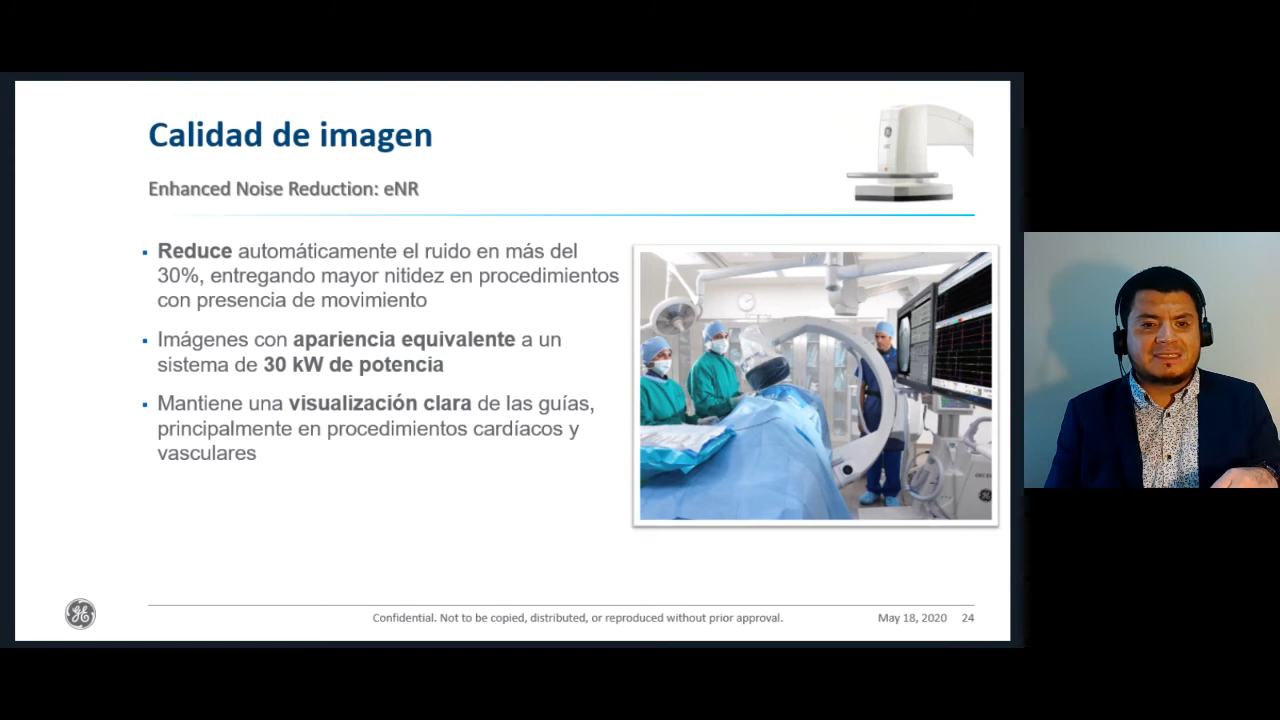 Calidad de imagen
Enhanced Noise Reduction: eNR
Reduce automáticamente el ruido en más del
30%, entregando mayor nitidez en procedimientos
con presencia de movimiento
Imágenes con apariencia equivalente a un
sistema de 30 kW de potencia
Mantiene una visualización clara de las guías,
principalmente en procedimientos cardíacos y
vasculares
Confidential. Not to be copied, distributed, or reproduced without prior approval.
May 18, 2020 24